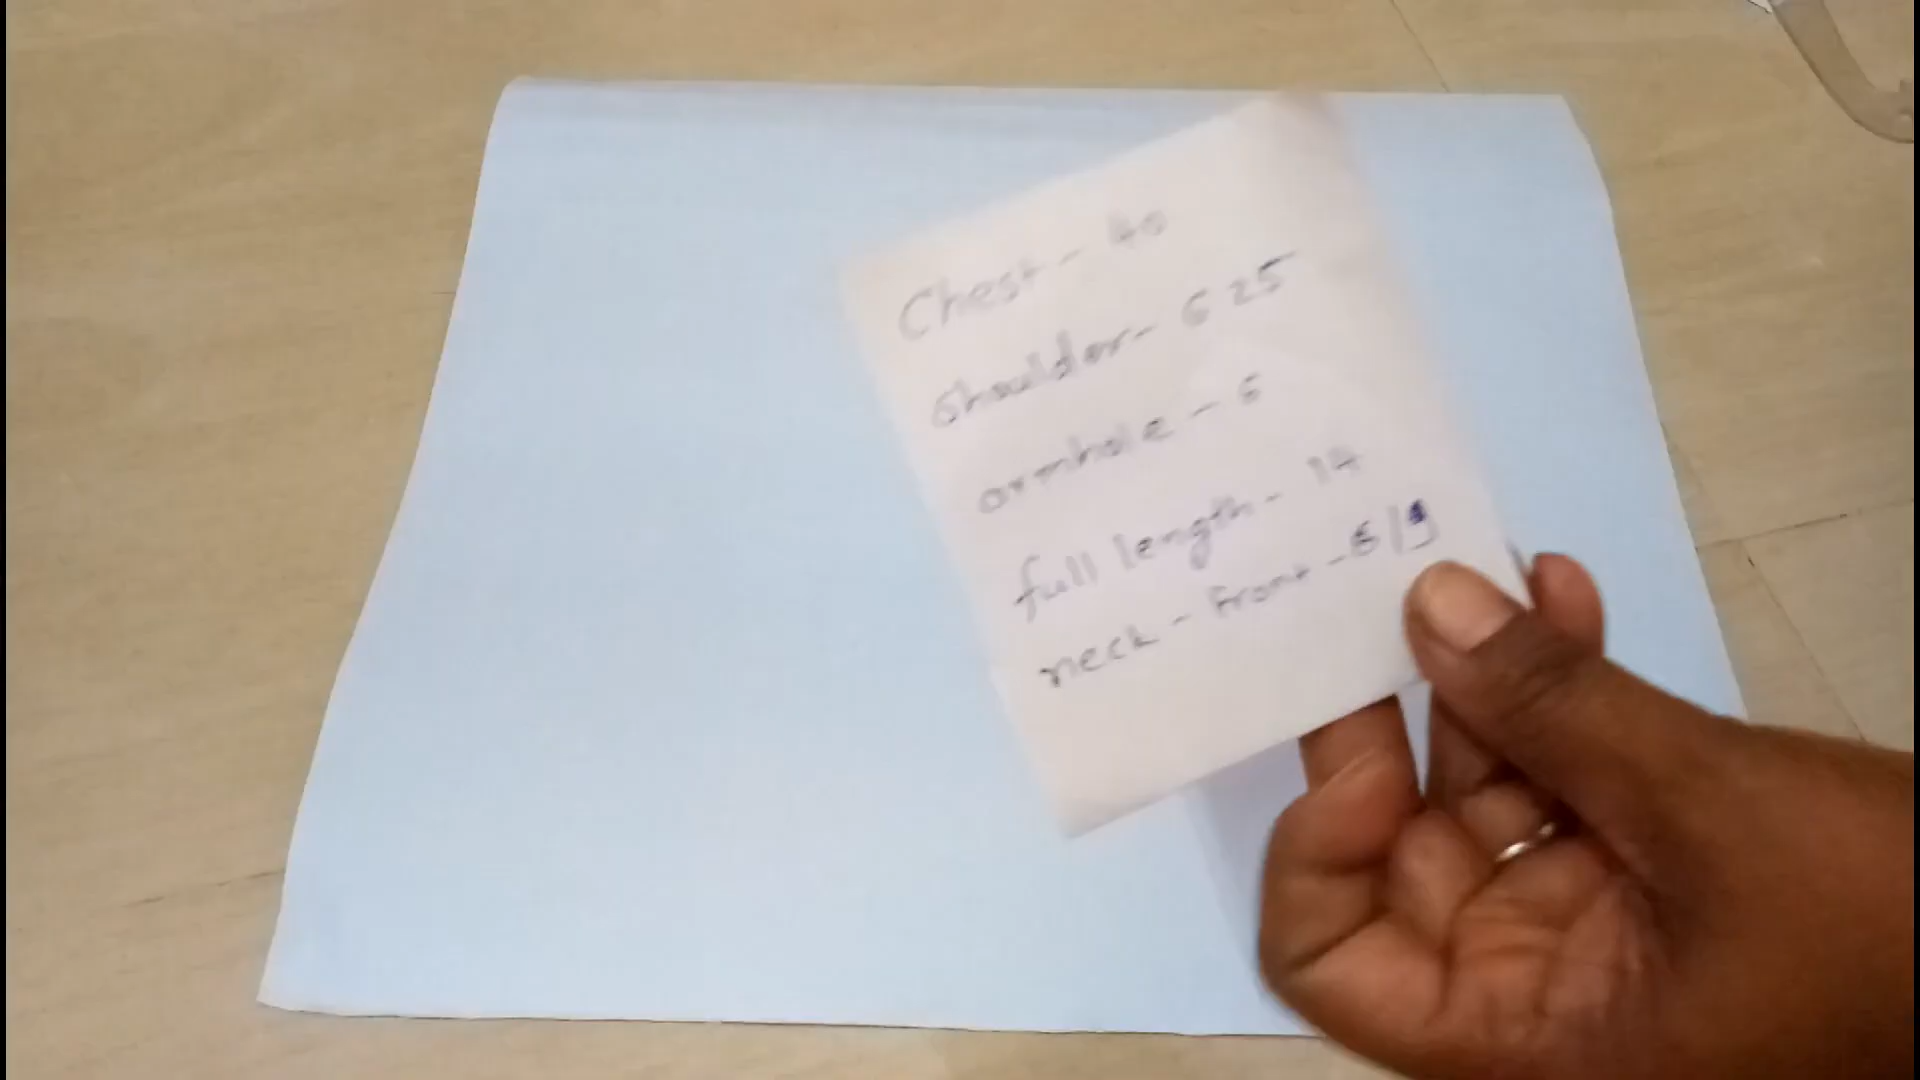 Chest - 40
Shoulder - 6 25
armhole - 6
full length - 14
neck - front - 6/9